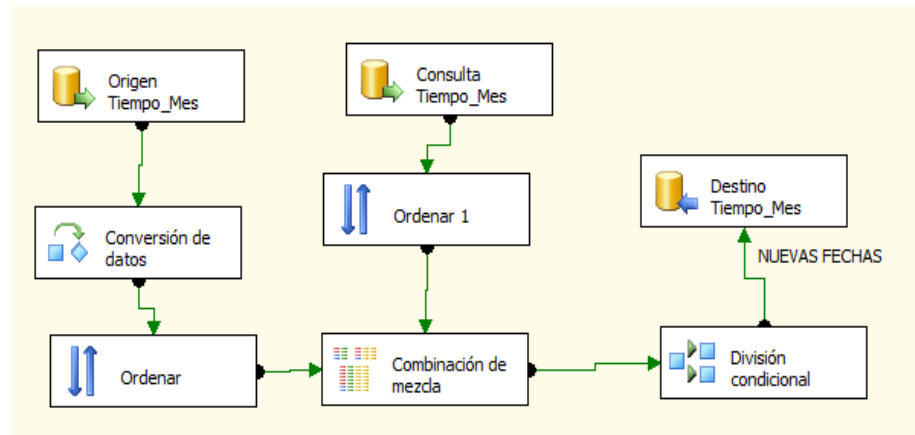 Origen
Tiempo_Mes
Consulta
Tiempo_Mes
Conversión de
datos
Ordenar 1
Destino
Tiempo_Mes
NUEVAS FECHAS
Ordenar
Combinación de
mezcla
División
condicional